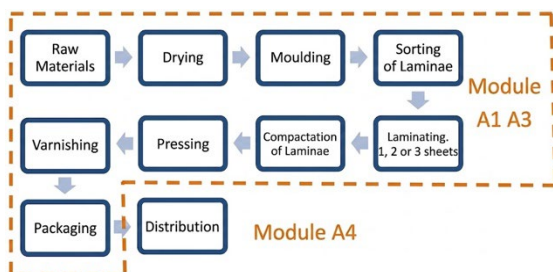 Raw
Materials
Drying
Moulding
Sorting
of Laminae
Module
A1 A3
Varnishing
Pressing
Compactation
of Laminae
Laminating.
1, 2 or 3 sheets
Packaging
Distribution
Module A4